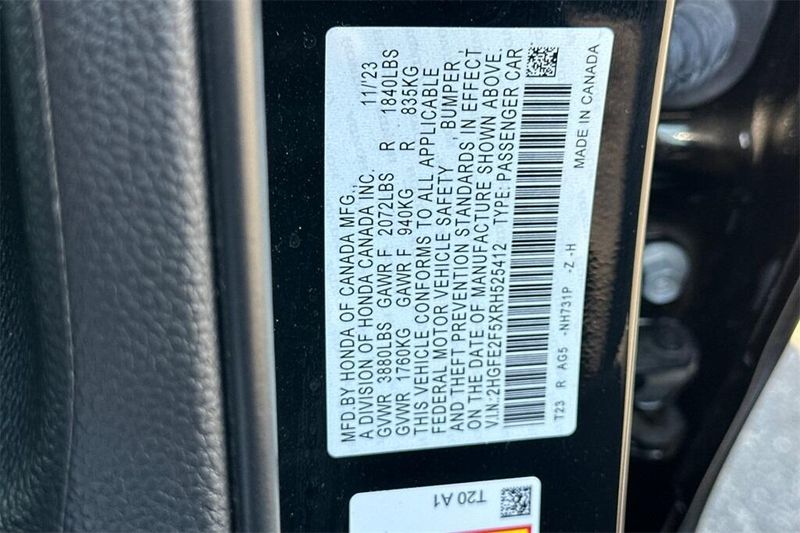 MFD.BY HONDA OF CANADA MFG.,
A DIVISION OF HONDA CANADA INC. 11/'23
GVWR 3880LBS GAWR F 2072LBS R 1840LBS
GVWR 1760KG GAWR F 940KG R 835KG
THIS VEHICLE CONFORMS TO ALL APPLICABLE
FEDERAL MOTOR VEHICLE SAFETY, BUMPER,
AND THEFT PREVENTION STANDARDS IN EFFECT
ON THE DATE OF MANUFACTURE SHOWN ABOVE.
V.I.N.:2HGFE2F5XRH525412 TYPE: PASSENGER CAR
T23 R AG5 -NH731P -Z -H MADE IN CANADA
T20 A1